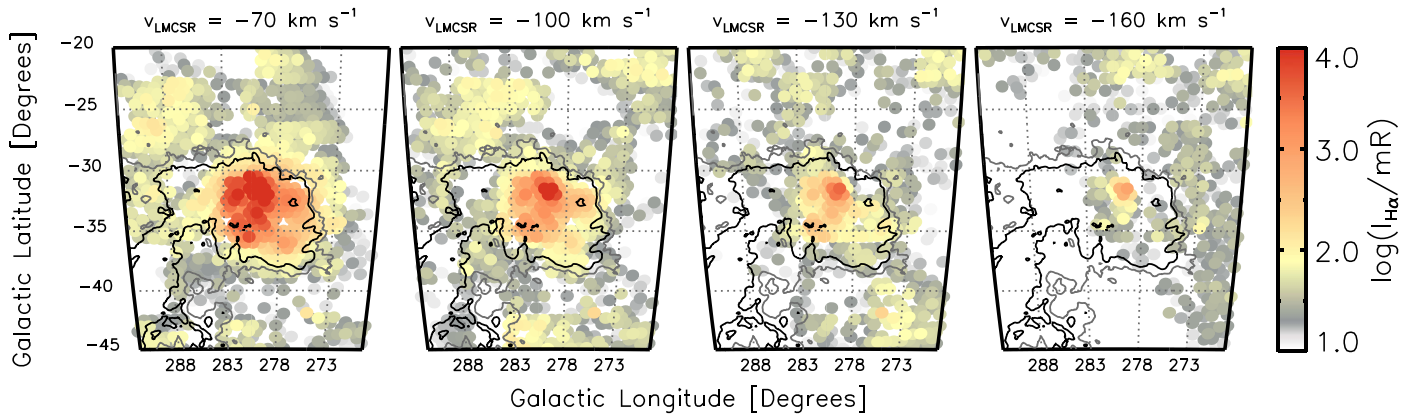 v_LMCSR = −70 km s⁻¹
v_LMCSR = −100 km s⁻¹
v_LMCSR = −130 km s⁻¹
v_LMCSR = −160 km s⁻¹
Galactic Latitude [Degrees]
−20
−25
−30
−35
−40
−45
288 283 278 273
288 283 278 273
288 283 278 273
288 283 278 273
Galactic Longitude [Degrees]
4.0
3.0
2.0
1.0
log(I_Hα/mR)